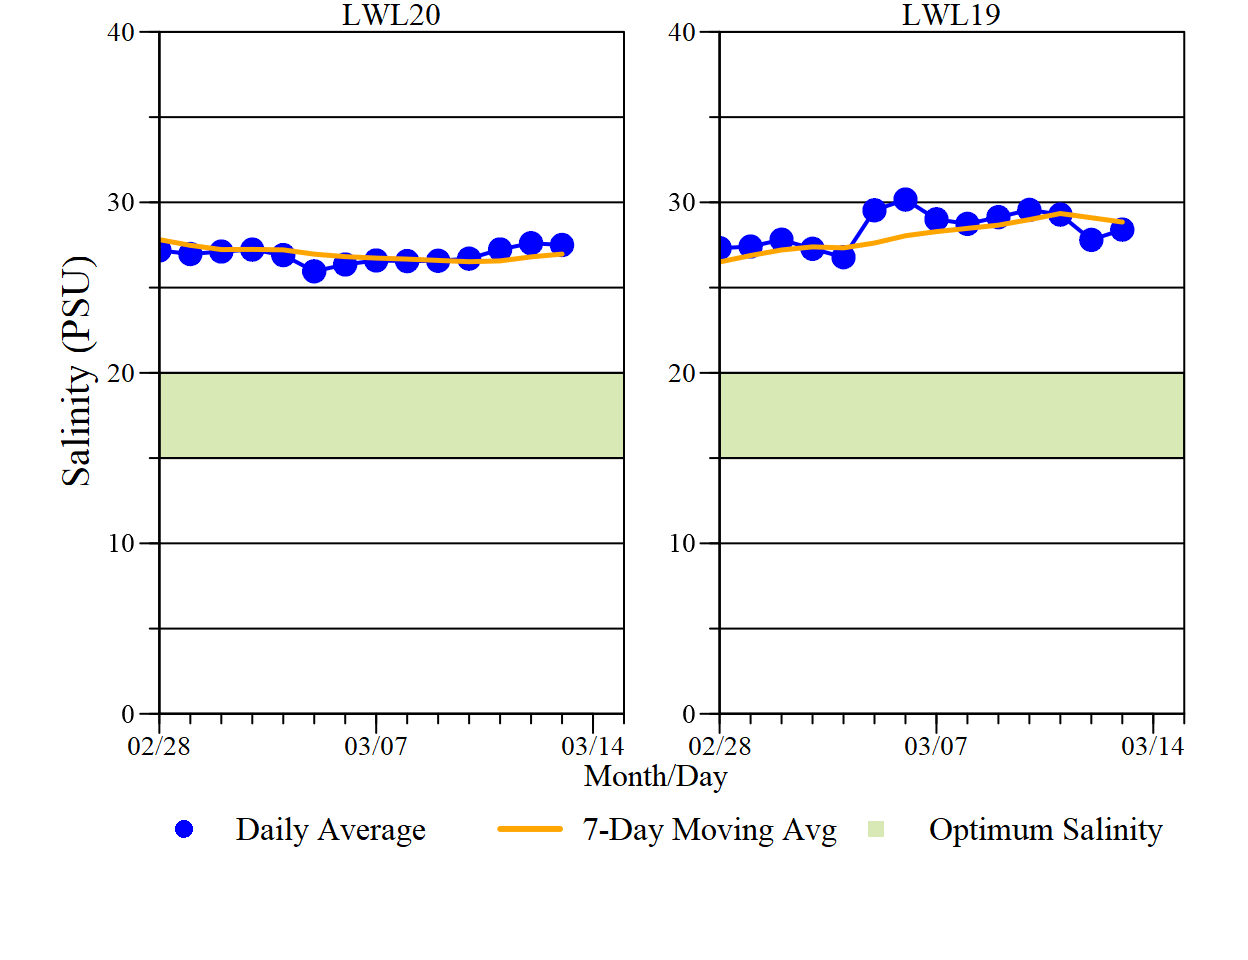 LWL20 LWL19
40 40
30 30
20 20
10 10
0 0
Salinity (PSU)
02/28 03/07 03/14 02/28 03/07 03/14
Month/Day
Daily Average 7-Day Moving Avg Optimum Salinity